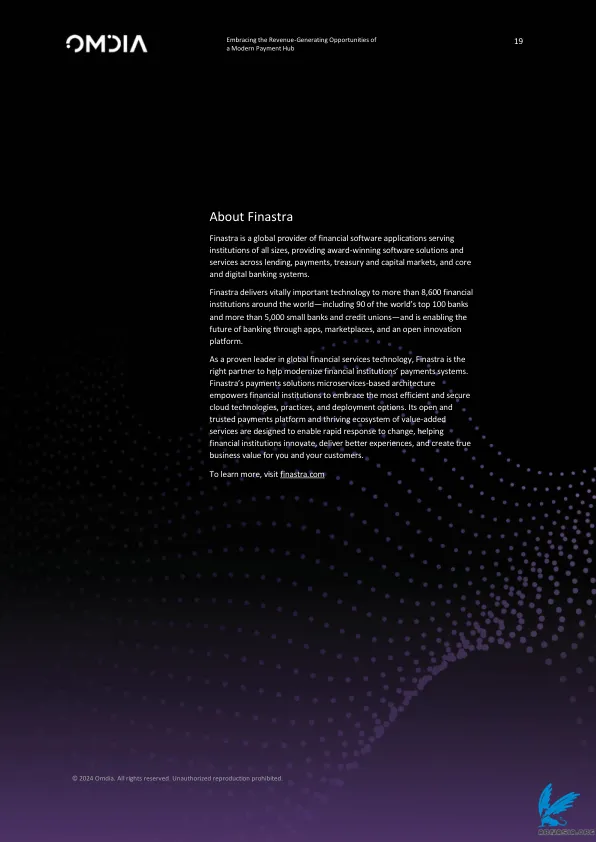 OMDIA
Embracing the Revenue-Generating Opportunities of
a Modern Payment Hub
19
About Finastra
Finastra is a global provider of financial software applications serving
institutions of all sizes, providing award-winning software solutions and
services across lending, payments, treasury and capital markets, and core
and digital banking systems.
Finastra delivers vitally important technology to more than 8,600 financial
institutions around the world—including 90 of the world's top 100 banks
and more than 5,000 small banks and credit unions—and is enabling the
future of banking through apps, marketplaces, and an open innovation
platform.
As a proven leader in global financial services technology, Finastra is the
right partner to help modernize financial institutions' payments systems.
Finastra's payments solutions microservices-based architecture
empowers financial institutions to embrace the most efficient and secure
cloud technologies, practices, and deployment options. Its open and
trusted payments platform and thriving ecosystem of value-added
services are designed to enable rapid response to change, helping
financial institutions innovate, deliver better experiences, and create true
business value for you and your customers.
To learn more, visit finastra.com
© 2024 Omdia. All rights reserved. Unauthorized reproduction prohibited.